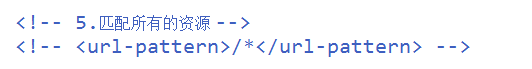 <!-- 5.匹配所有的资源 -->
<!-- <url-pattern>/*</url-pattern> -->